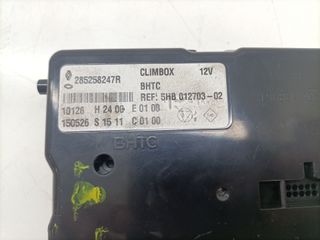 285258247R CLIMBOX 12V
BHTC
REF: 5HB 012703-02
10126 H 24 00 E 01 08
150526 S 15 11 C 01 00
BHTC